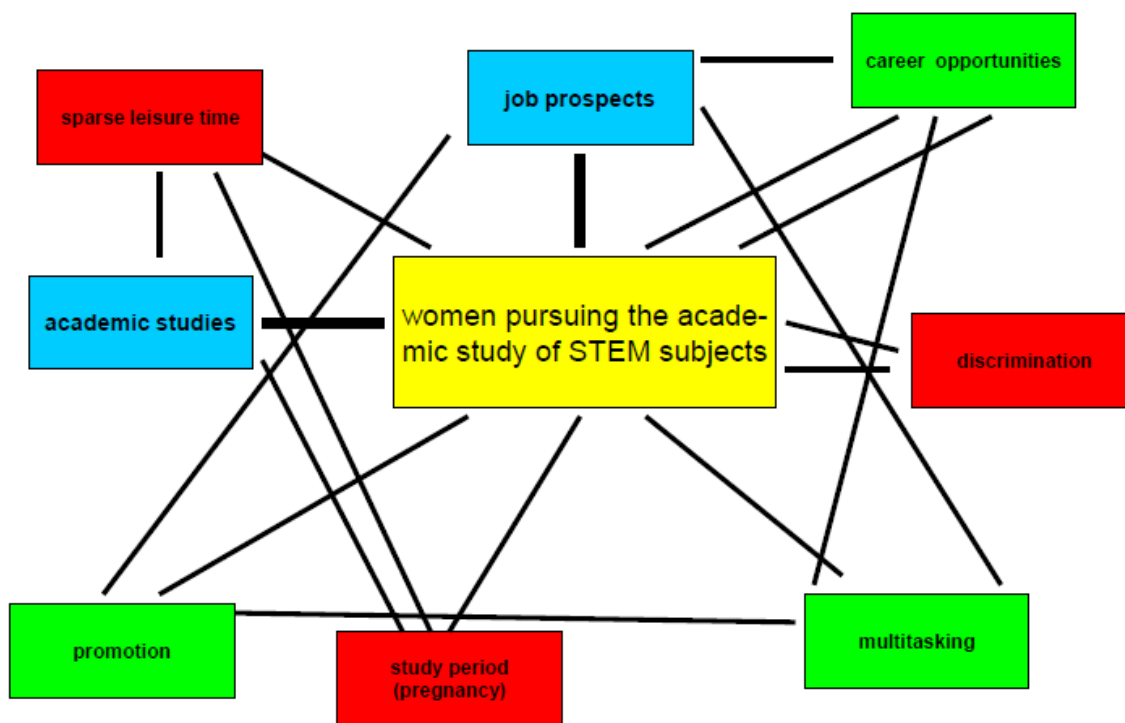 career  opportunities
job prospects
sparse leisure time
academic studies
women pursuing the acade-
mic study of STEM subjects
discrimination
promotion
study period
(pregnancy)
multitasking